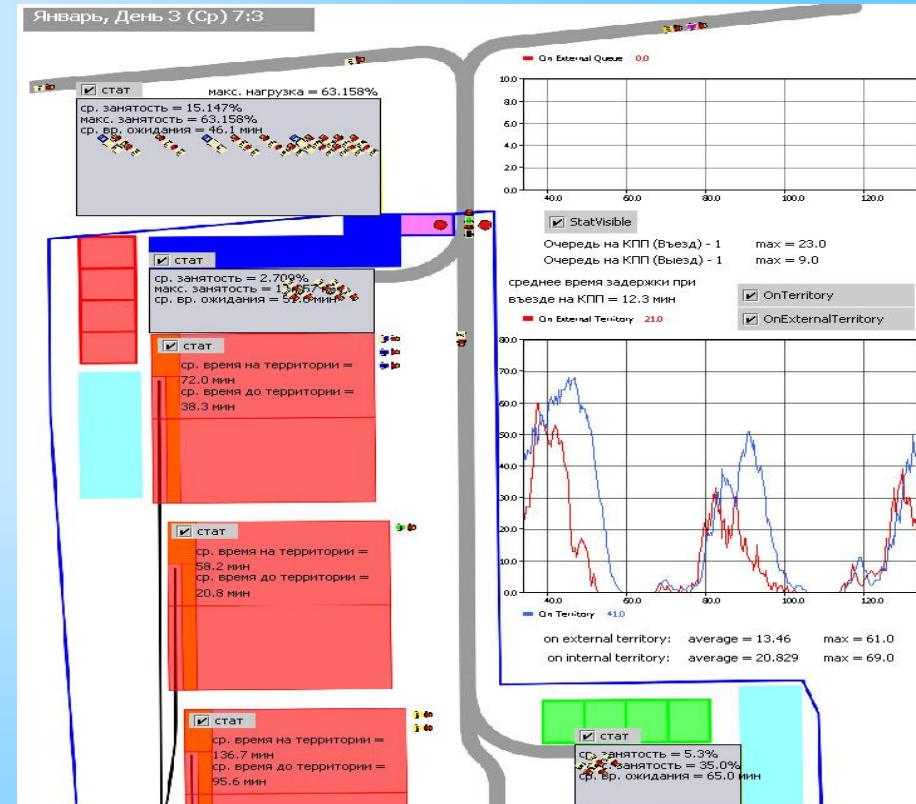 Январь, День 3 (Ср) 7:3
On External Queue 0.0
стат
макс. нагрузка = 63.158%
ср. занятость = 15.147%
макс. занятость = 63.158%
ср. вр. ожидания = 46.1 мин
10.0
8.0
6.0
4.0
2.0
0.0
40.0 60.0 80.0 100.0 120.0
StatVisible
Очередь на КПП (Въезд) - 1 max = 23.0
Очередь на КПП (Выезд) - 1 max = 9.0
среднее время задержки при
въезде на КПП = 12.3 мин
OnTerritory
OnExternalTerritory
стат
ср. занятость = 2.709%
макс. занятость =
ср. вр. ожидания =
On External Territory 21.0
80.0
70.0
60.0
50.0
40.0
30.0
20.0
10.0
0.0
40.0 60.0 80.0 100.0 120.0
On Territory 41.0
on external territory: average = 13.46 max = 61.0
on internal territory: average = 20.829 max = 69.0
стат
ср. время на территории =
72.0 мин
ср. время до территории =
38.3 мин
стат
ср. время на территории =
58.2 мин
ср. время до территории =
20.8 мин
стат
ср. время на территории =
136.7 мин
ср. время до территории =
95.6 мин
стат
ср. занятость = 5.3%
занятость = 35.0%
ср. вр. ожидания = 65.0 мин